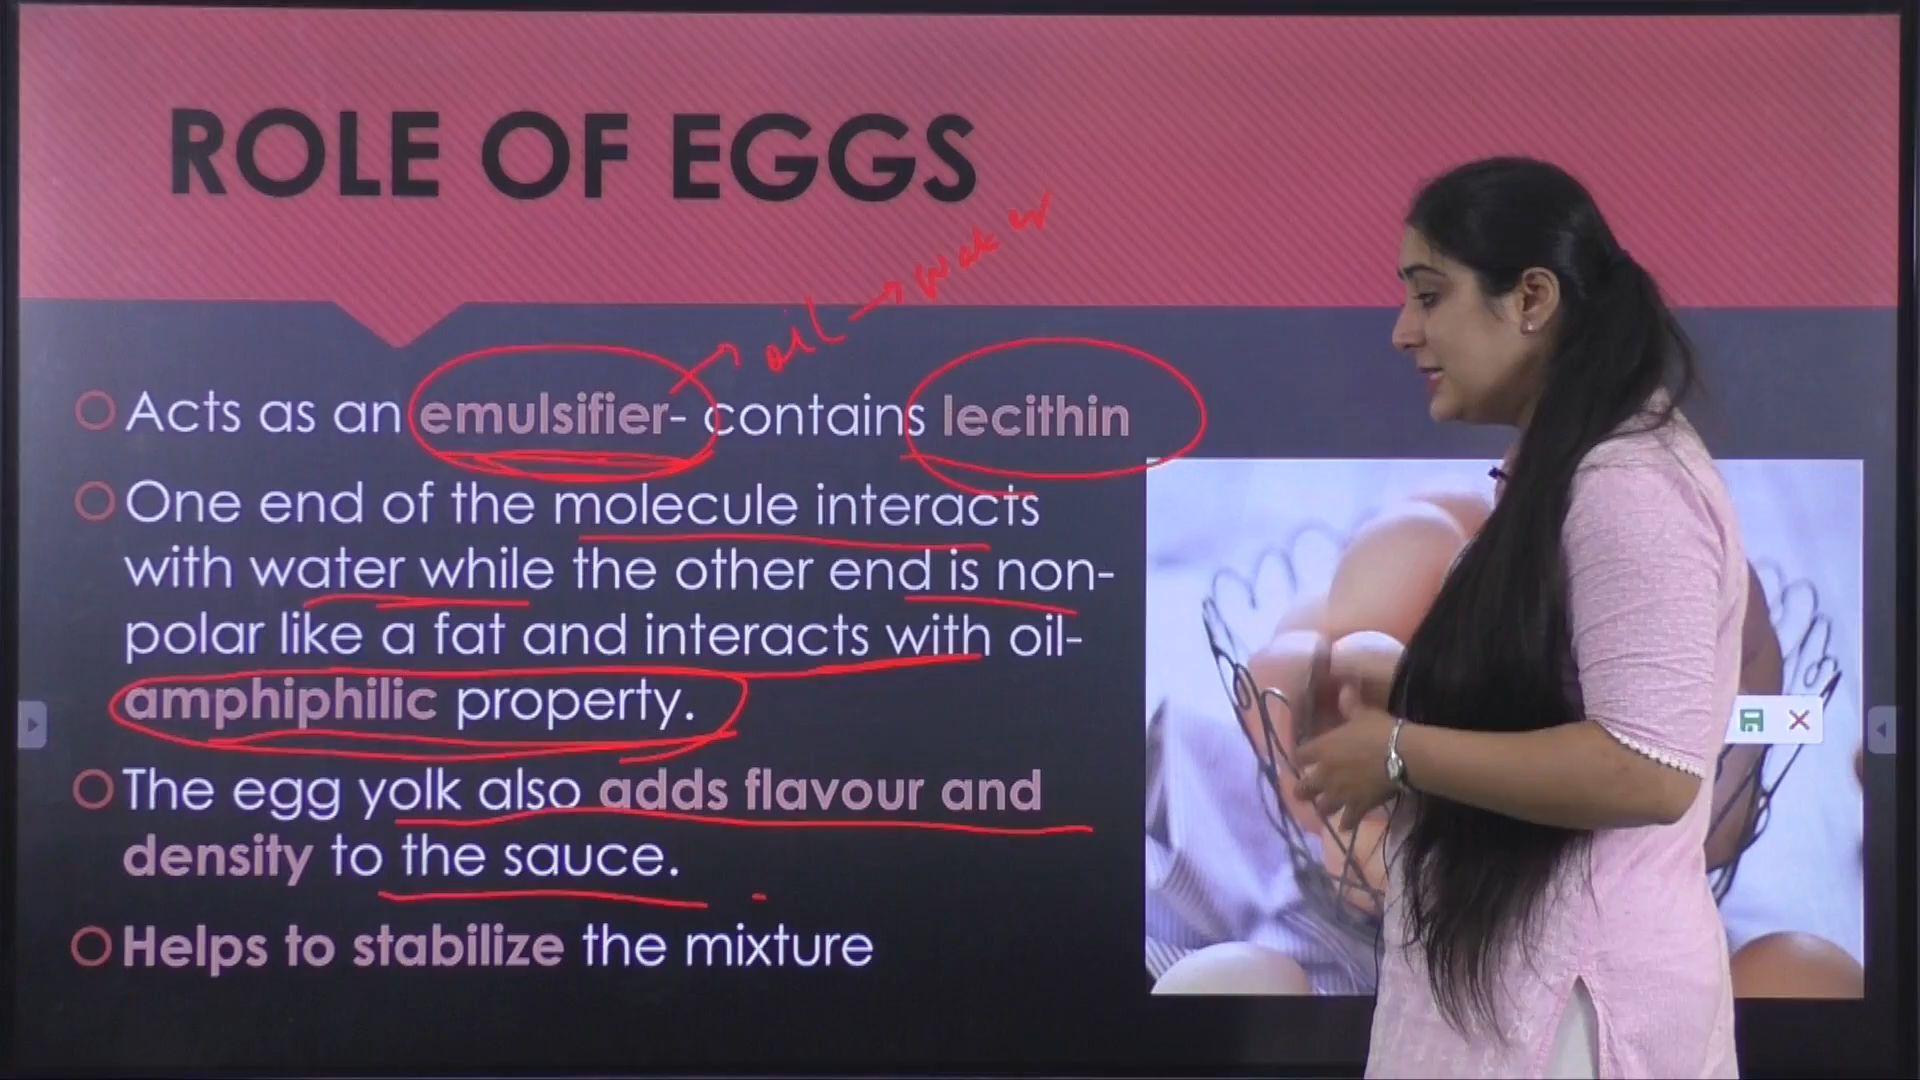 ROLE OF EGGS
oil → water
Acts as an emulsifier- contains lecithin
One end of the molecule interacts
with water while the other end is non-
polar like a fat and interacts with oil-
amphiphilic property.
The egg yolk also adds flavour and
density to the sauce.
Helps to stabilize the mixture